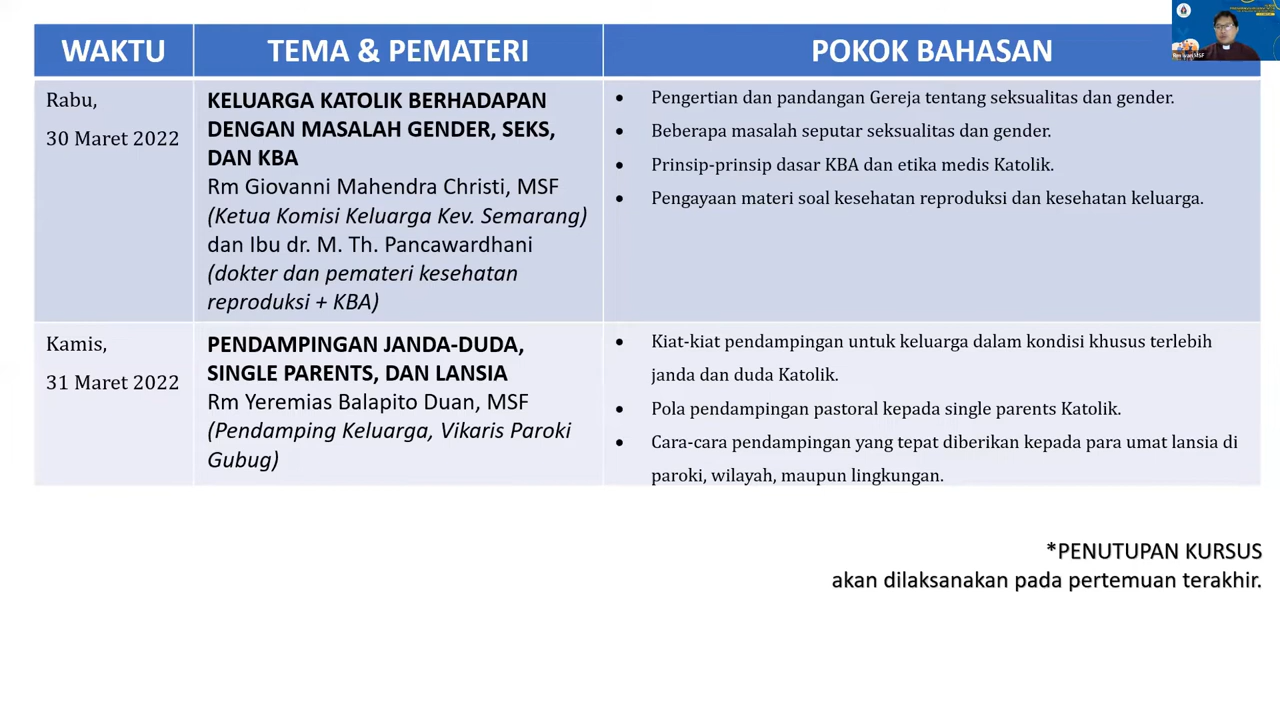 WAKTU
TEMA & PEMATERI
POKOK BAHASAN
Rabu,
30 Maret 2022
KELUARGA KATOLIK BERHADAPAN
DENGAN MASALAH GENDER, SEKS,
DAN KBA
Rm Giovanni Mahendra Christi, MSF
(Ketua Komisi Keluarga Kev. Semarang)
dan Ibu dr. M. Th. Pancawardhani
(dokter dan pemateri kesehatan
reproduksi + KBA)
• Pengertian dan pandangan Gereja tentang seksualitas dan gender.
• Beberapa masalah seputar seksualitas dan gender.
• Prinsip-prinsip dasar KBA dan etika medis Katolik.
• Pengayaan materi soal kesehatan reproduksi dan kesehatan keluarga.
Kamis,
31 Maret 2022
PENDAMPINGAN JANDA-DUDA,
SINGLE PARENTS, DAN LANSIA
Rm Yeremias Balapito Duan, MSF
(Pendamping Keluarga, Vikaris Paroki
Gubug)
• Kiat-kiat pendampingan untuk keluarga dalam kondisi khusus terlebih
janda dan duda Katolik.
• Pola pendampingan pastoral kepada single parents Katolik.
• Cara-cara pendampingan yang tepat diberikan kepada para umat lansia di
paroki, wilayah, maupun lingkungan.
*PENUTUPAN KURSUS
akan dilaksanakan pada pertemuan terakhir.